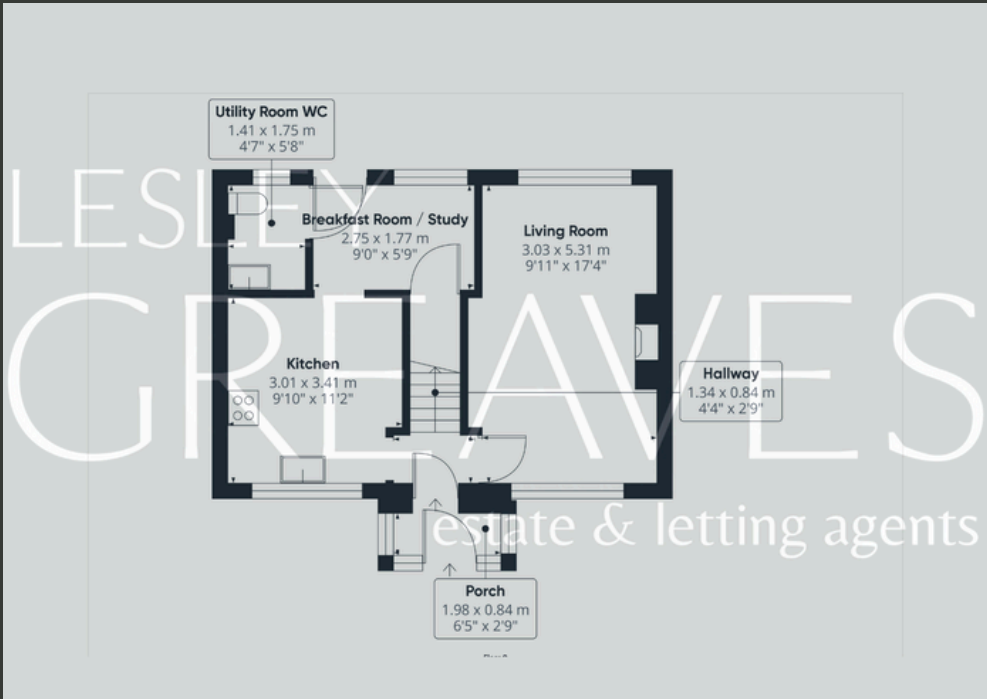 Utility Room WC
1.41 x 1.75 m
4'7" x 5'8"
LESLEY
Breakfast Room / Study
2.75 x 1.77 m
9'0" x 5'9"
Living Room
3.03 x 5.31 m
9'11" x 17'4"
GREAVES
Kitchen
3.01 x 3.41 m
9'10" x 11'2"
Hallway
1.34 x 0.84 m
4'4" x 2'9"
estate & letting agents
Porch
1.98 x 0.84 m
6'5" x 2'9"